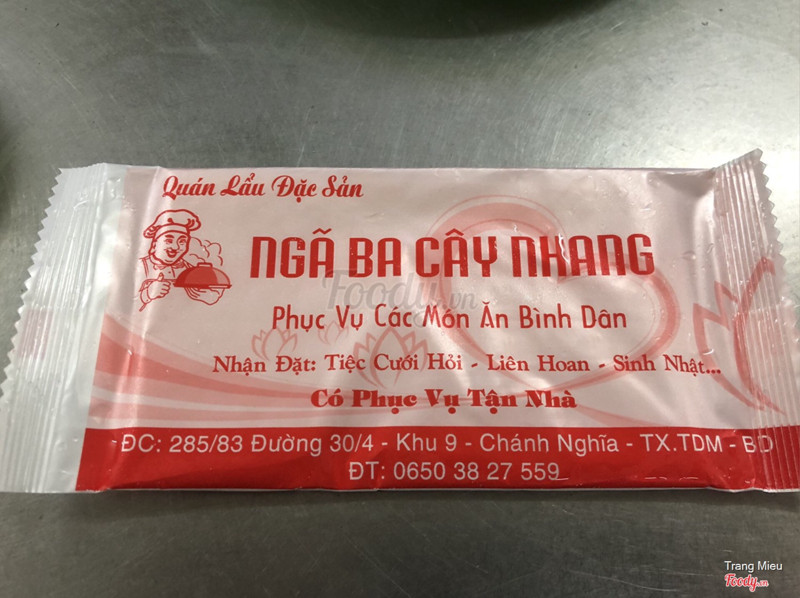 Quán Lẩu Đặc Sản
NGÃ BA CÂY NHANG
Foody.vn
Phục Vụ Các Món Ăn Bình Dân
Nhận Đặt: Tiệc Cưới Hỏi - Liên Hoan - Sinh Nhật...
Có Phục Vụ Tận Nhà
ĐC: 285/83 Đường 30/4 - Khu 9 - Chánh Nghĩa - TX.TDM - BD
ĐT: 0650 38 27 559
Trang Mieu
Foody.vn